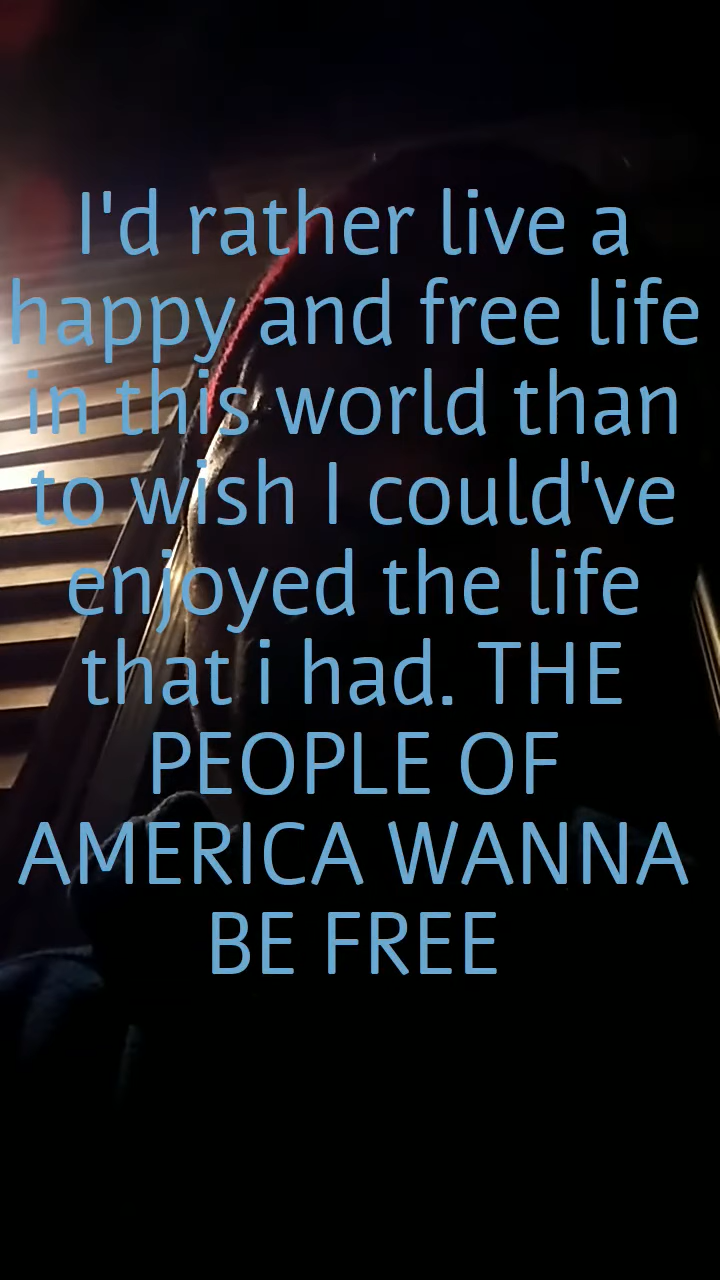 I'd rather live a
happy and free life
in this world than
to wish I could've
enjoyed the life
that i had. THE
PEOPLE OF
AMERICA WANNA
BE FREE